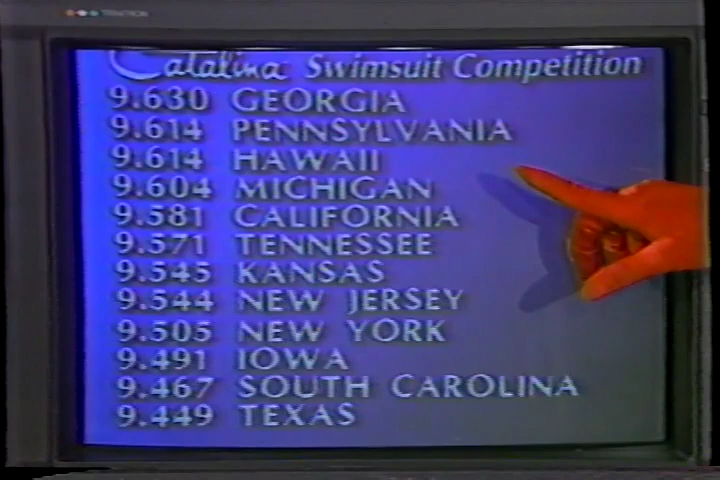 Catalina Swimsuit Competition
9.630 GEORGIA
9.614 PENNSYLVANIA
9.614 HAWAII
9.604 MICHIGAN
9.581 CALIFORNIA
9.571 TENNESSEE
9.545 KANSAS
9.544 NEW JERSEY
9.505 NEW YORK
9.491 IOWA
9.467 SOUTH CAROLINA
9.449 TEXAS